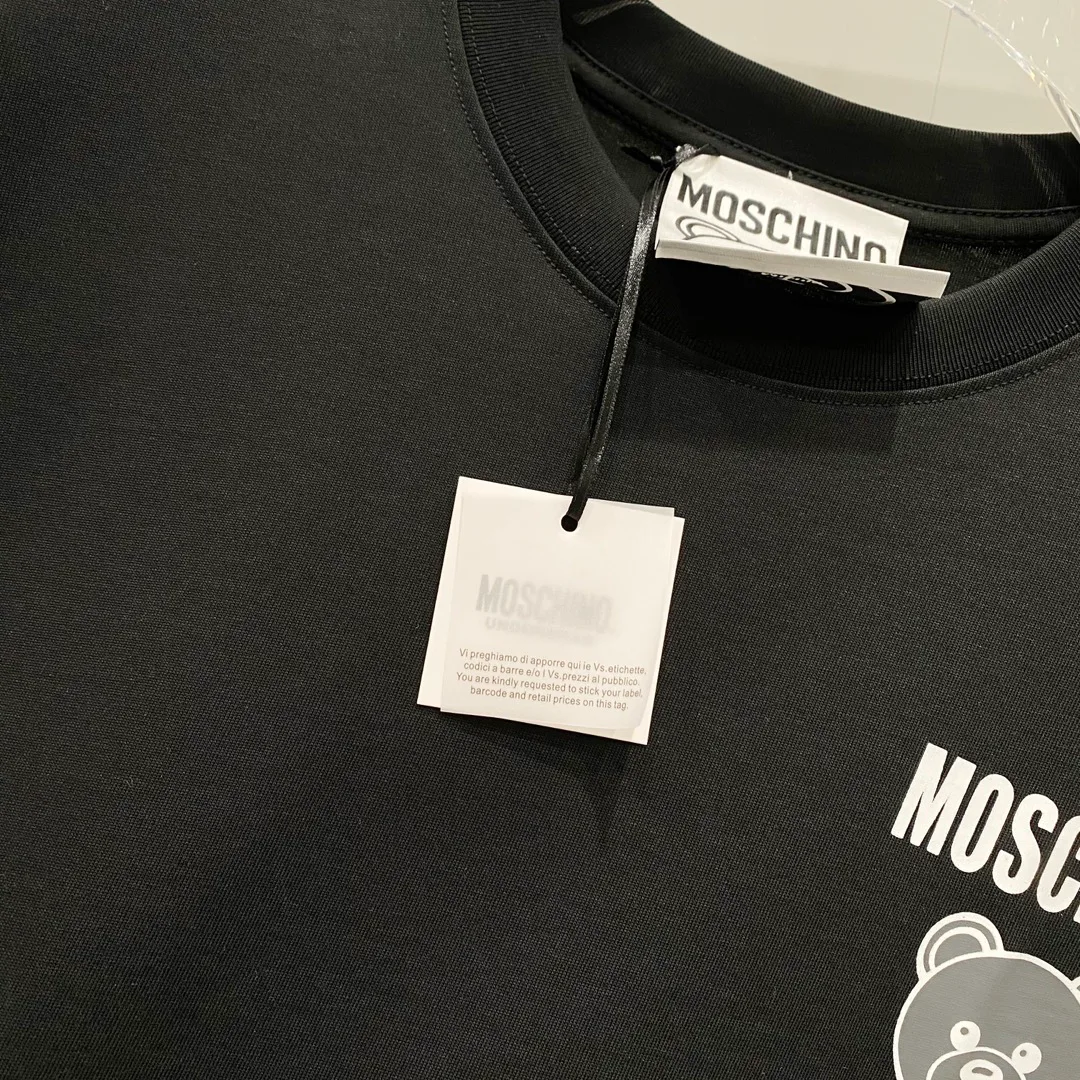 MOSCHINO
MOSCHINO
Vi preghiamo di apporre qui ie Vs.etichette,
codici a barre e/o I Vs.prezzi al pubblico.
You are kindly requested to stick your label,
barcode and retail prices on this tag.
MOSC